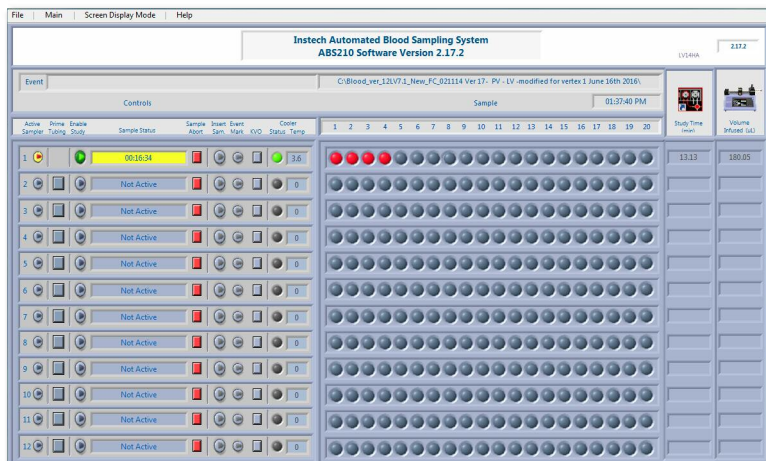 File Main Screen Display Mode Help
Instech Automated Blood Sampling System
ABS210 Software Version 2.17.2
LV14HA
2.17.2
Event
C:\Blood_ver_12LV7.1_New_FC_021114 Ver 17- PV - LV -modified for vertex 1 June 16th 2016\
Controls
Sample
01:37:40 PM
Active Sampler
Prime Tubing
Enable Study
Sample Status
Sample Abort
Insert Sam.
Event Mark
KVO
Cooler
Status Temp
1 2 3 4 5 6 7 8 9 10 11 12 13 14 15 16 17 18 19 20
Study Time (min)
Volume Infused (uL)
1 00:16:34 3.6 13.13 180.05
2 Not Active 0
3 Not Active 0
4 Not Active 0
5 Not Active 0
6 Not Active 0
7 Not Active 0
8 Not Active 0
9 Not Active 0
10 Not Active 0
11 Not Active 0
12 Not Active 0